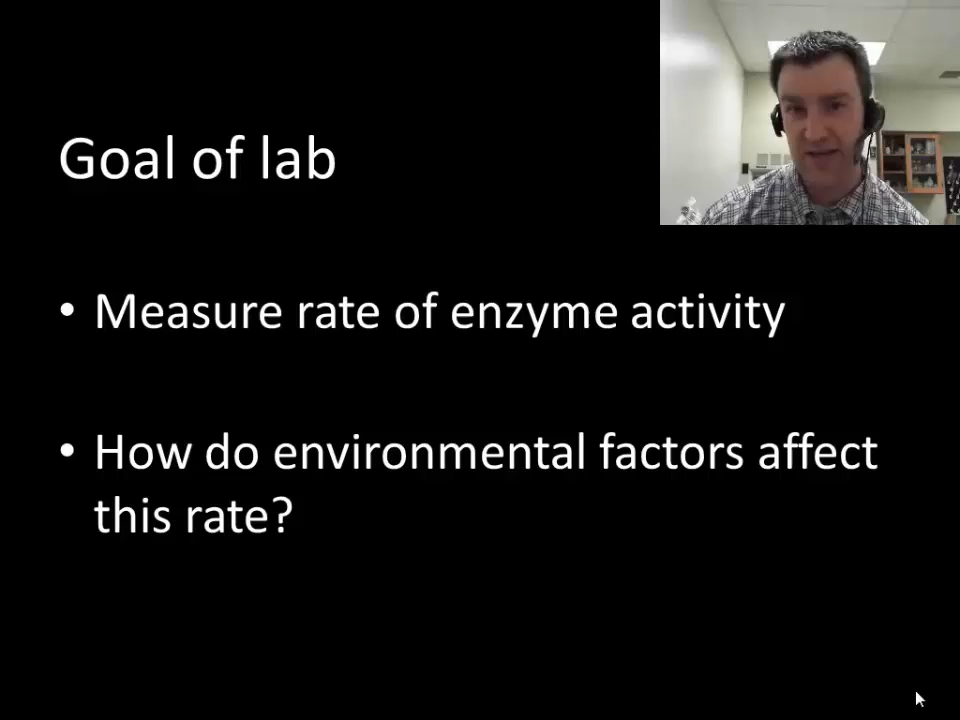 Goal of lab
• Measure rate of enzyme activity
• How do environmental factors affect
this rate?